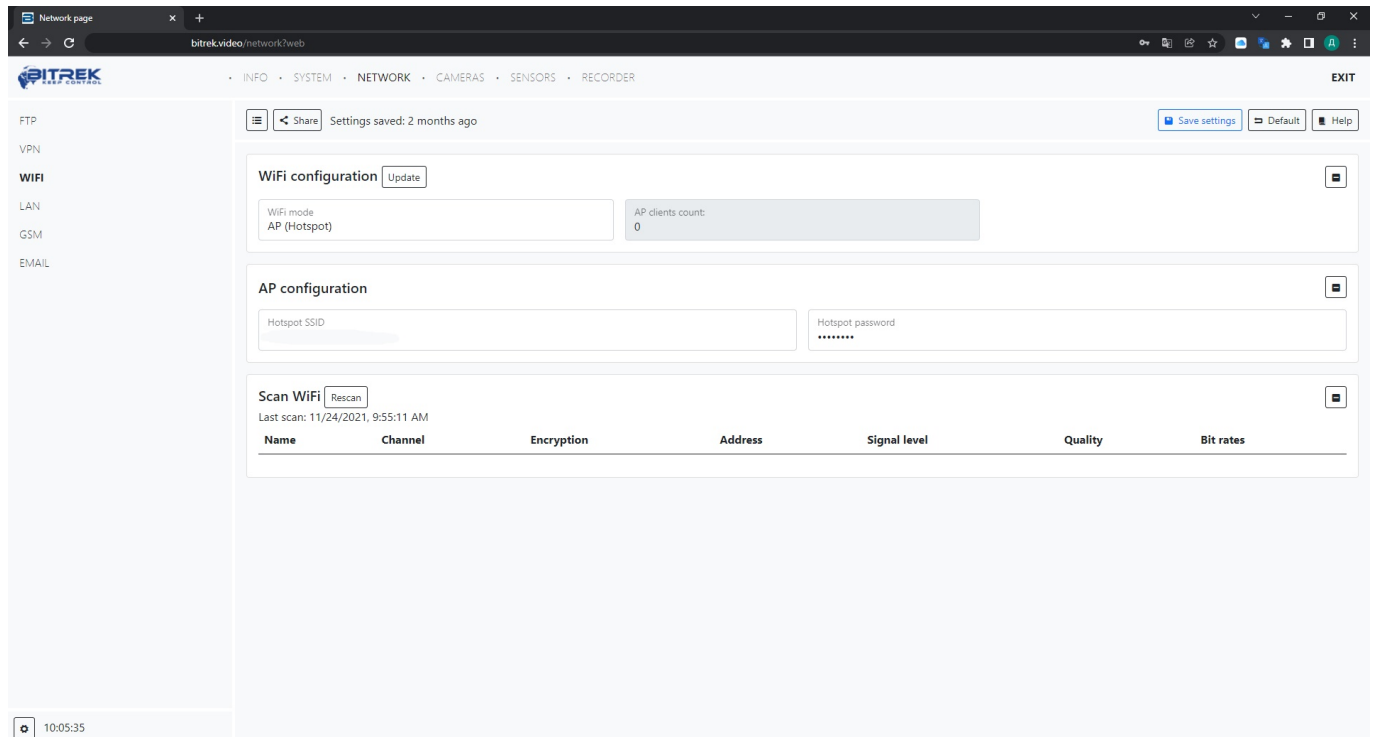 Network page
bitrek.video/network?web
Д
BITREK
KEEP CONTROL
INFO • SYSTEM • NETWORK • CAMERAS • SENSORS • RECORDER
EXIT
FTP
VPN
WIFI
LAN
GSM
EMAIL
Share
Settings saved: 2 months ago
Save settings
Default
Help
WiFi configuration Update
WiFi mode
AP (Hotspot)
AP clients count:
0
AP configuration
Hotspot SSID
Hotspot password
••••••••
Scan WiFi Rescan
Last scan: 11/24/2021, 9:55:11 AM
Name Channel Encryption Address Signal level Quality Bit rates
10:05:35